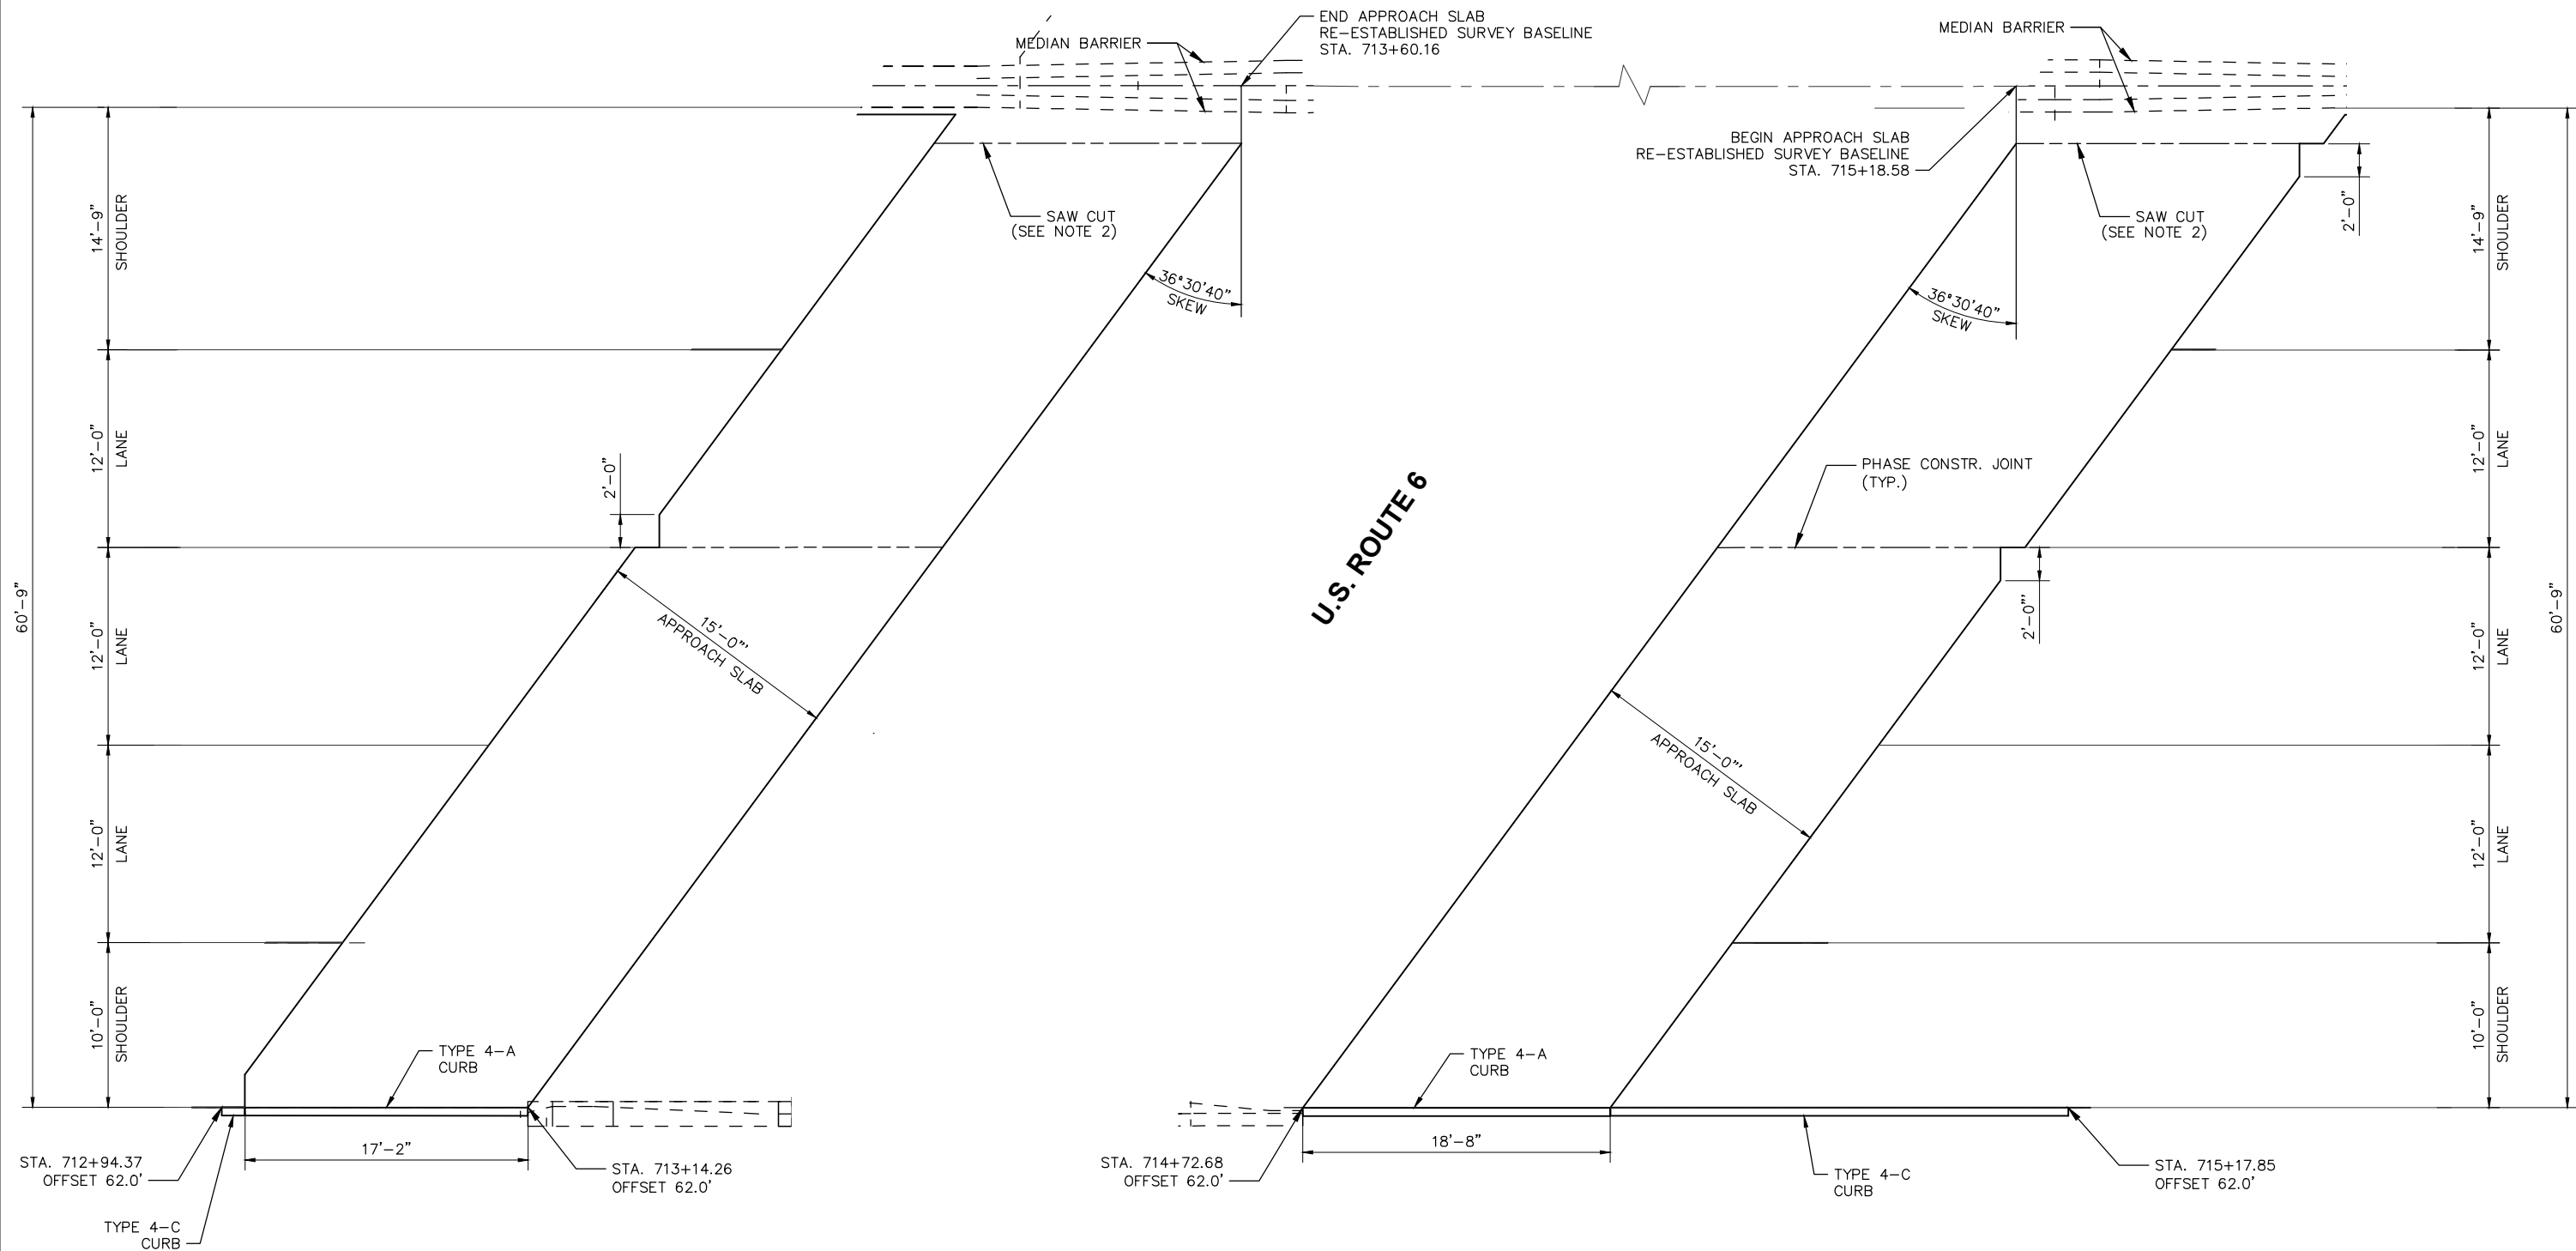 END APPROACH SLAB
RE-ESTABLISHED SURVEY BASELINE
STA. 713+60.16
MEDIAN BARRIER
MEDIAN BARRIER
BEGIN APPROACH SLAB
RE-ESTABLISHED SURVEY BASELINE
STA. 715+18.58
14'-9"
SHOULDER
SAW CUT
(SEE NOTE 2)
36°30'40"
SKEW
SAW CUT
(SEE NOTE 2)
2'-0"
36°30'40"
SKEW
14'-9"
SHOULDER
12'-0"
LANE
2'-0"
U.S. ROUTE 6
PHASE CONSTR. JOINT
(TYP.)
12'-0"
LANE
60'-9"
12'-0"
LANE
15'-0"'
APPROACH SLAB
2'-0"'
12'-0"
LANE
60'-9"
15'-0"'
APPROACH SLAB
12'-0"
LANE
12'-0"
LANE
10'-0"
SHOULDER
TYPE 4-A
CURB
TYPE 4-A
CURB
10'-0"
SHOULDER
17'-2"
18'-8"
STA. 712+94.37
OFFSET 62.0'
STA. 713+14.26
OFFSET 62.0'
STA. 714+72.68
OFFSET 62.0'
TYPE 4-C
CURB
STA. 715+17.85
OFFSET 62.0'
TYPE 4-C
CURB